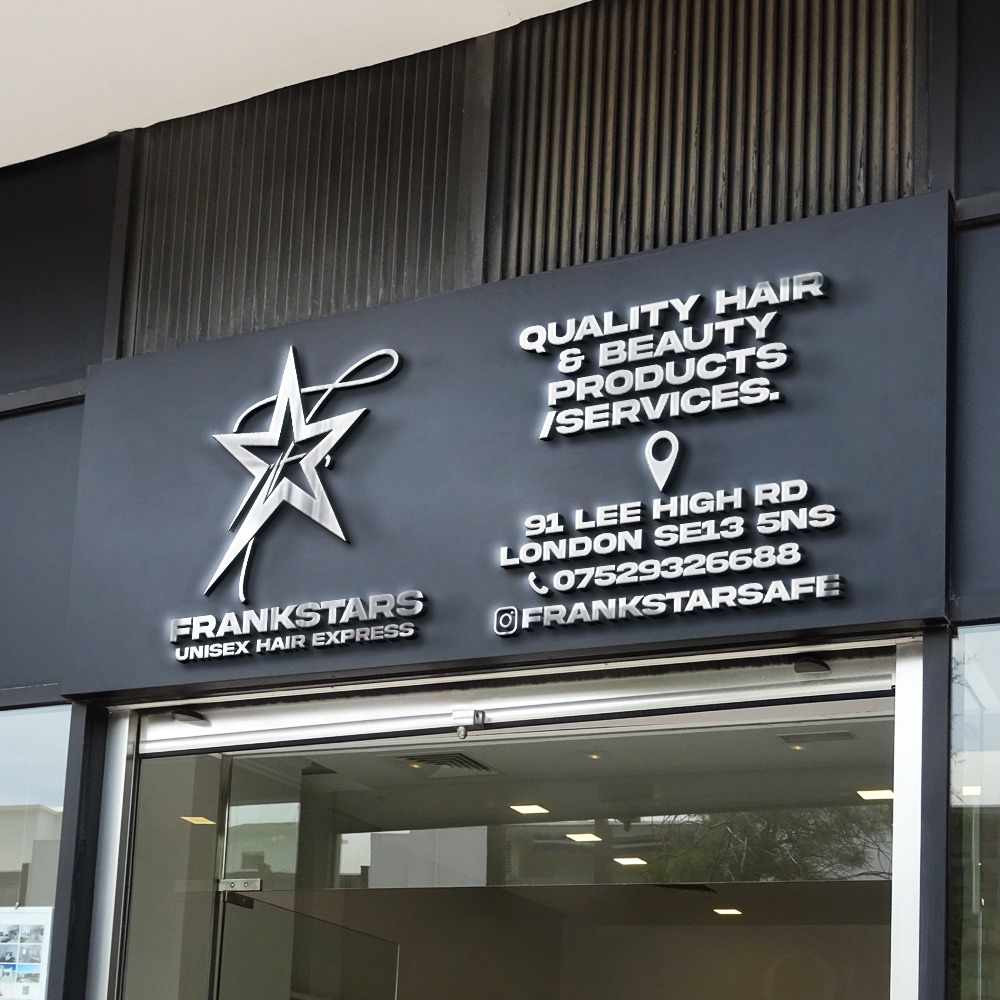 FRANKSTARS
UNISEX HAIR EXPRESS
QUALITY HAIR
& BEAUTY
PRODUCTS
/SERVICES.
91 LEE HIGH RD
LONDON SE13 5NS
07529326688
FRANKSTARSAFE